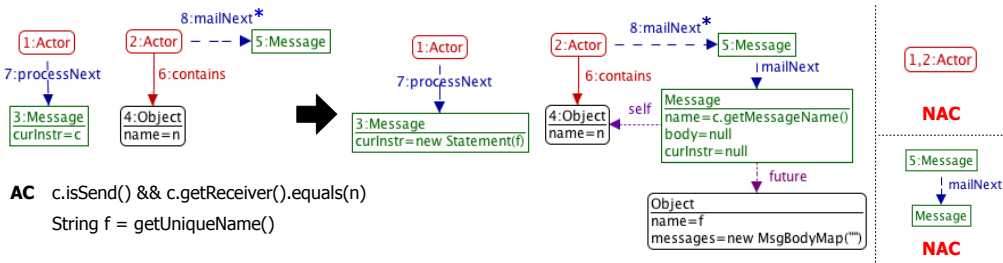 8:mailNext*
1:Actor
2:Actor
5:Message
7:processNext
6:contains
3:Message
curInstr=c
4:Object
name=n
AC c.isSend() && c.getReceiver().equals(n)
String f = getUniqueName()
8:mailNext*
1:Actor
2:Actor
5:Message
7:processNext
6:contains
mailNext
3:Message
curInstr=new Statement(f)
4:Object
name=n
self
Message
name=c.getMessageName()
body=null
curInstr=null
future
Object
name=f
messages=new MsgBodyMap("")
1,2:Actor
NAC
5:Message
mailNext
Message
NAC